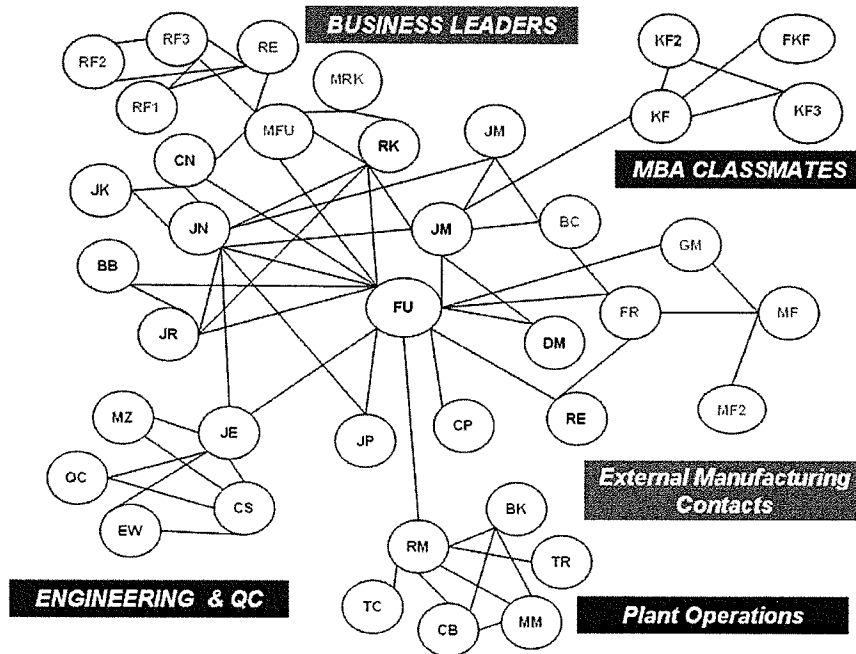 BUSINESS LEADERS
RF3
RE
KF2
FKF
RF2
MRK
RF1
KF
KF3
MFU
JM
RK
CN
MBA CLASSMATES
JK
JN
JM
BC
GM
BB
FU
FR
MF
JR
DM
MF2
MZ
JE
JP
CP
RE
QC
CS
External Manufacturing
Contacts
EW
BK
RM
TR
ENGINEERING & QC
TC
CB
MM
Plant Operations